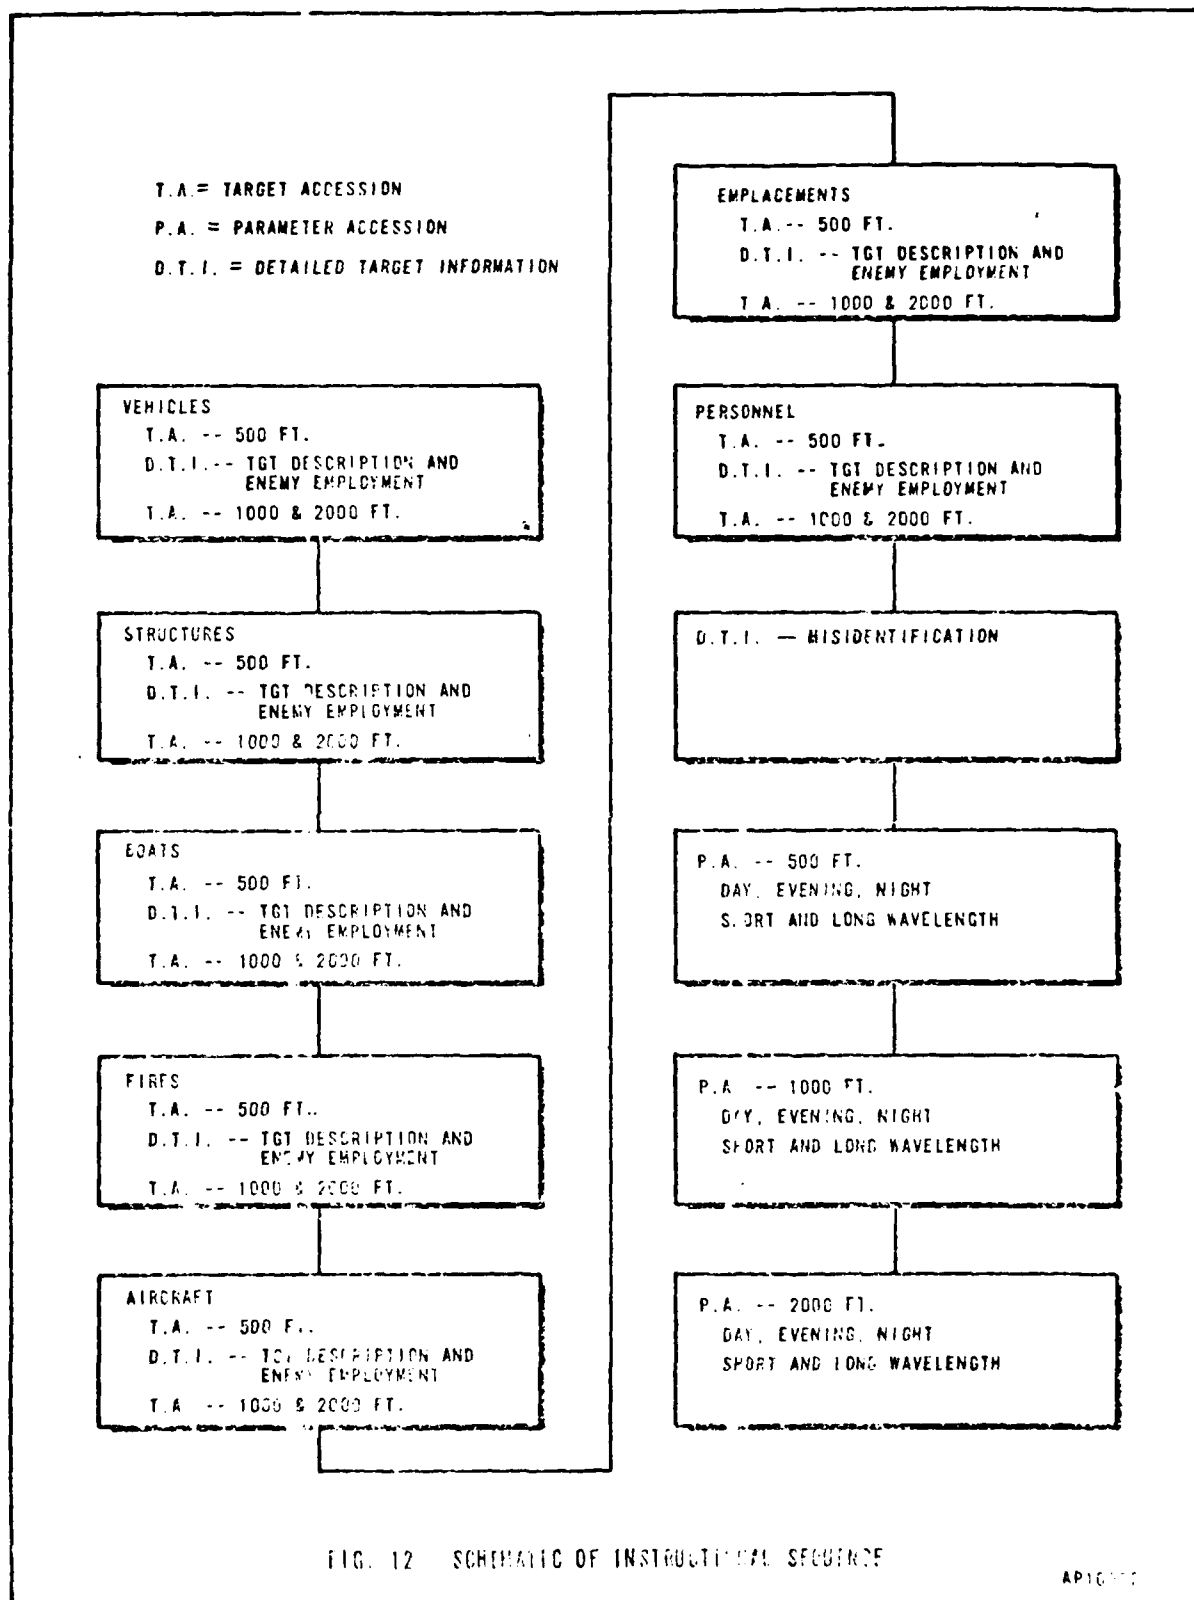 T.A. = TARGET ACCESSION
P.A. = PARAMETER ACCESSION
D.T.I. = DETAILED TARGET INFORMATION
VEHICLES
T.A. -- 500 FT.
D.T.I. -- TGT DESCRIPTION AND
ENEMY EMPLOYMENT
T.A. -- 1000 & 2000 FT.
STRUCTURES
T.A. -- 500 FT.
D.T.I. -- TGT DESCRIPTION AND
ENEMY EMPLOYMENT
T.A. -- 1000 & 2000 FT.
BOATS
T.A. -- 500 FT.
D.T.I. -- TGT DESCRIPTION AND
ENEMY EMPLOYMENT
T.A. -- 1000 & 2000 FT.
FIRES
T.A. -- 500 FT.
D.T.I. -- TGT DESCRIPTION AND
ENEMY EMPLOYMENT
T.A. -- 1000 & 2000 FT.
AIRCRAFT
T.A. -- 500 FT.
D.T.I. -- TGT DESCRIPTION AND
ENEMY EMPLOYMENT
T.A -- 1000 & 2000 FT.
EMPLACEMENTS
T.A. -- 500 FT.
D.T.I. -- TGT DESCRIPTION AND
ENEMY EMPLOYMENT
T A. -- 1000 & 2000 FT.
PERSONNEL
T.A. -- 500 FT.
D.T.I. -- TGT DESCRIPTION AND
ENEMY EMPLOYMENT
T.A. -- 1000 & 2000 FT.
D.T.I. — MISIDENTIFICATION
P.A. -- 500 FT.
DAY, EVENING, NIGHT
SHORT AND LONG WAVELENGTH
P.A -- 1000 FT.
DAY, EVENING, NIGHT
SHORT AND LONG WAVELENGTH
P.A. -- 2000 FT.
DAY, EVENING, NIGHT
SHORT AND LONG WAVELENGTH
FIG. 12 SCHEMATIC OF INSTRUCTIONAL SEQUENCE